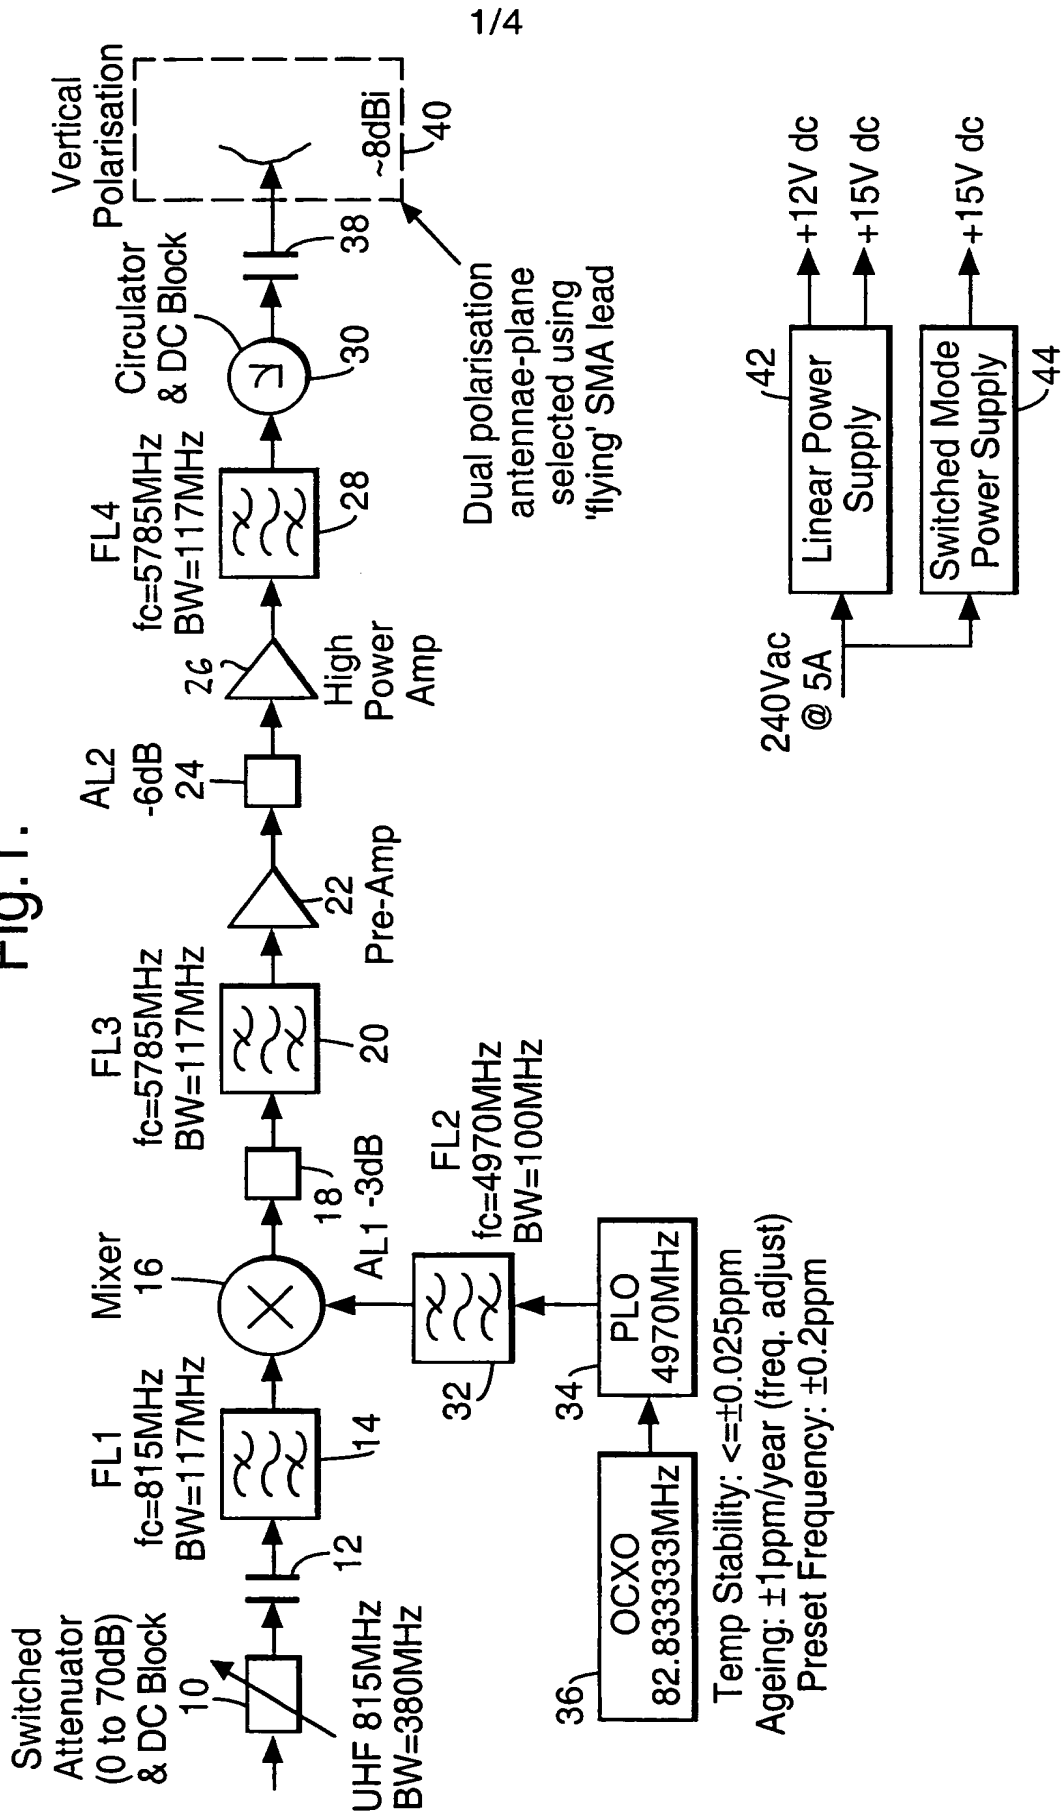 1/4
Fig.1.
Switched
Attenuator
(0 to 70dB)
& DC Block
10
UHF 815MHz
BW=380MHz
12
FL1
fc=815MHz
BW=117MHz
14
Mixer
16
18
AL1 -3dB
FL3
fc=5785MHz
BW=117MHz
20
22
Pre-Amp
AL2
-6dB
24
26
High
Power
Amp
FL4
fc=5785MHz
BW=117MHz
28
Circulator
& DC Block
30
38
Vertical
Polarisation
~8dBi
40
Dual polarisation
antennae-plane
selected using
'flying' SMA lead
FL2
fc=4970MHz
BW=100MHz
32
34
PLO
4970MHz
36
OCXO
82.833333MHz
Temp Stability: <=±0.025ppm
Ageing: ±1ppm/year (freq. adjust)
Preset Frequency: ±0.2ppm
240Vac
@ 5A
42
Linear Power
Supply
+12V dc
+15V dc
Switched Mode
Power Supply
44
+15V dc